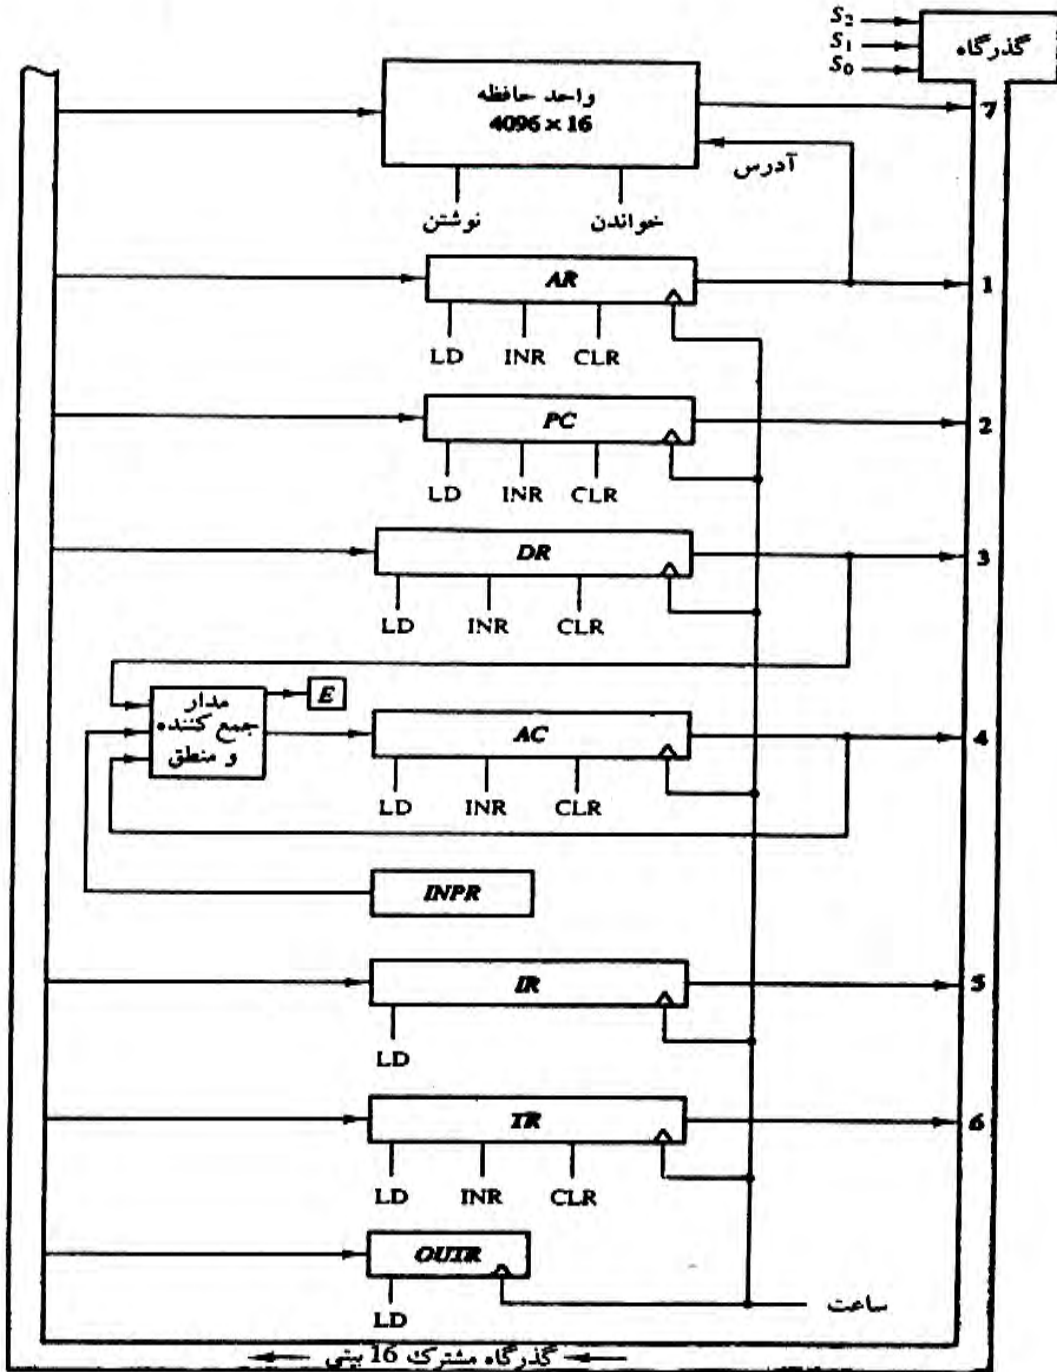 S₂
S₁
S₀
گذرگاه
واحد حافظه
4096 × 16
7
آدرس
نوشتن
خواندن
AR
1
LD INR CLR
PC
2
LD INR CLR
DR
3
LD INR CLR
مدار
جمع کننده
و منطق
E
AC
4
LD INR CLR
INPR
IR
5
LD
TR
6
LD INR CLR
OUTR
LD
ساعت
گذرگاه مشترک 16 بیتی